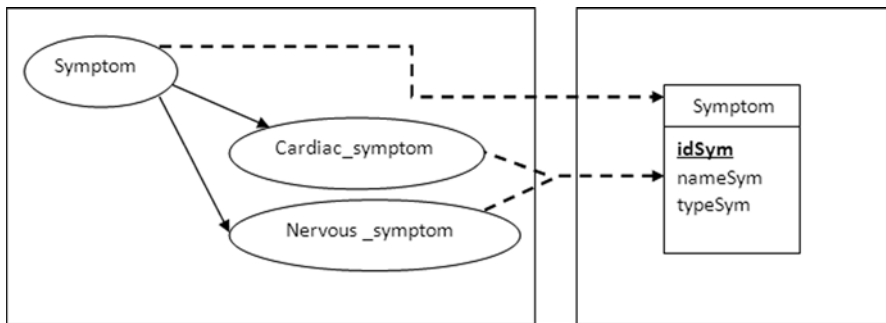 Symptom
Cardiac_symptom
Nervous _symptom
Symptom
idSym
nameSym
typeSym